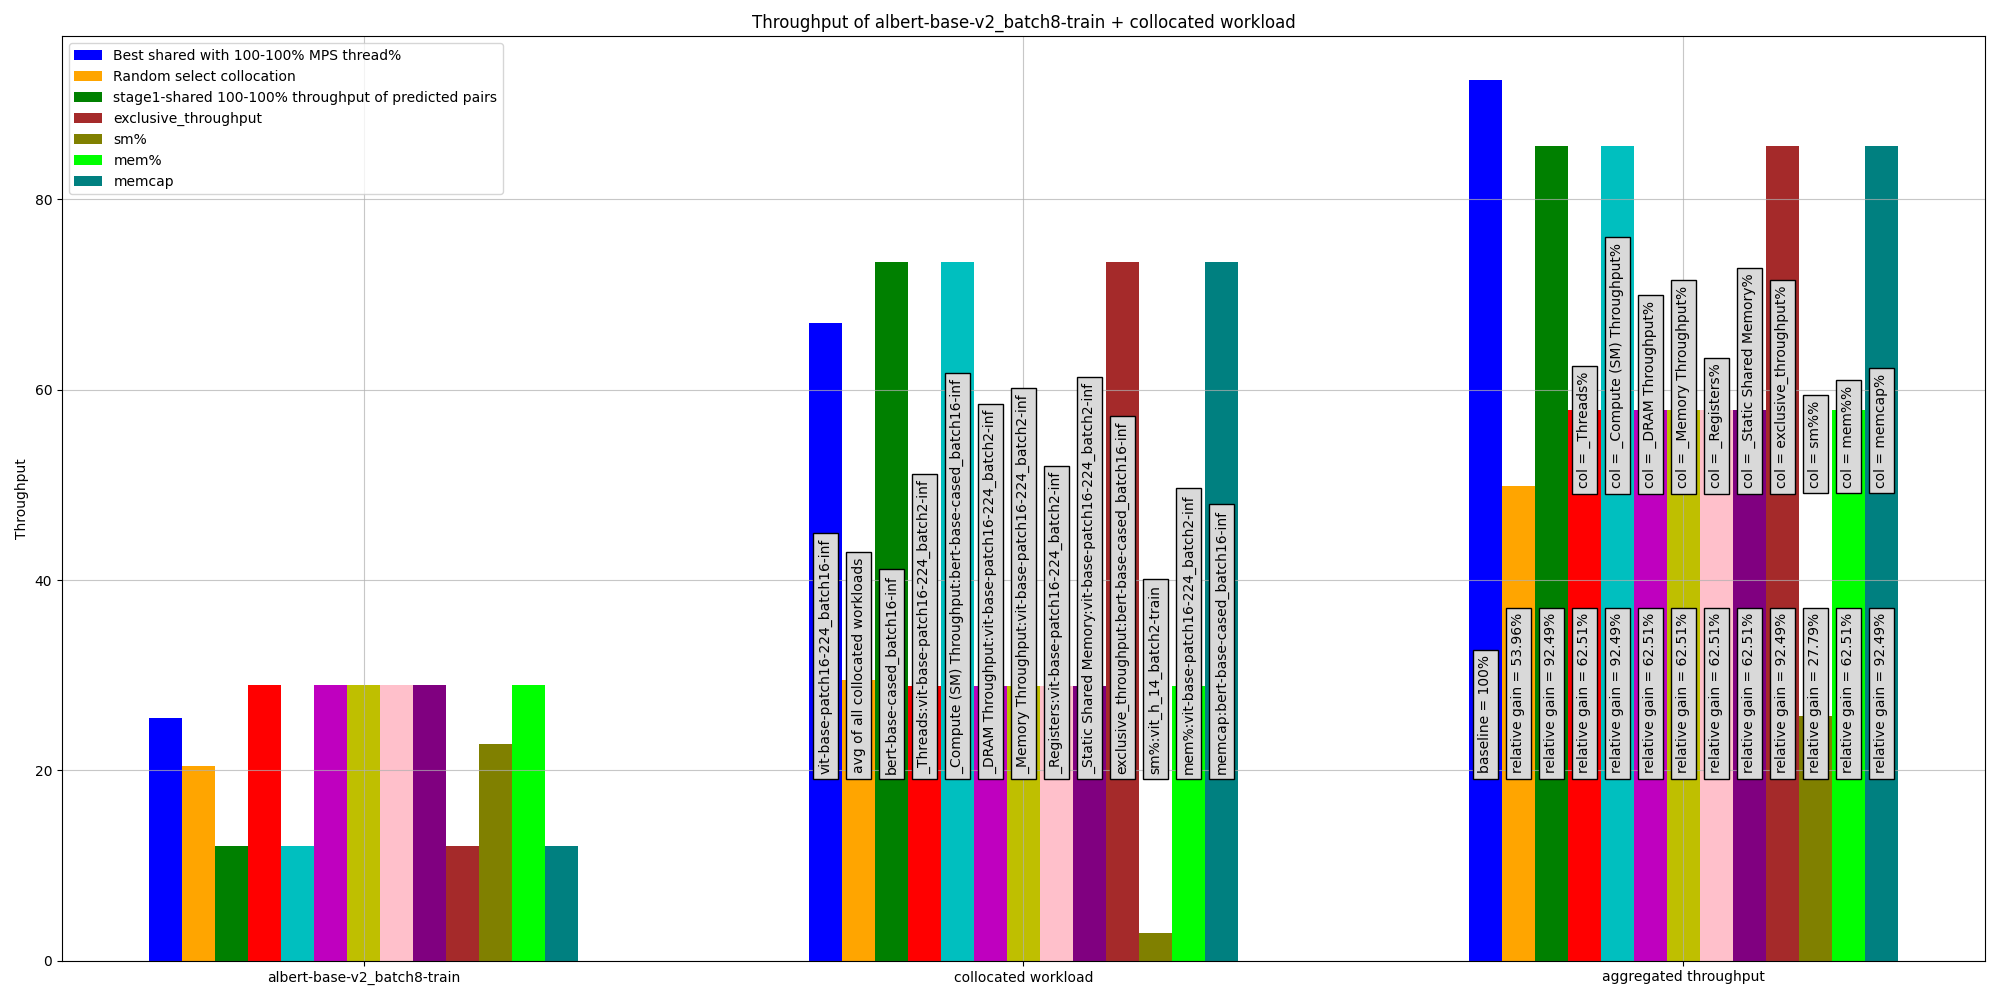 Throughput of albert-base-v2_batch8-train + collocated workload
Best shared with 100-100% MPS thread%
Random select collocation
stage1-shared 100-100% throughput of predicted pairs
exclusive_throughput
sm%
mem%
memcap
Throughput
80
60
40
20
0
vit-base-patch16-224_batch16-inf
avg of all collocated workloads
bert-base-cased_batch16-inf
_Threads:vit-base-patch16-224_batch2-inf
_Compute (SM) Throughput:bert-base-cased_batch16-inf
_DRAM Throughput:vit-base-patch16-224_batch2-inf
_Memory Throughput:vit-base-patch16-224_batch2-inf
_Registers:vit-base-patch16-224_batch2-inf
_Static Shared Memory:vit-base-patch16-224_batch2-inf
exclusive_throughput:bert-base-cased_batch16-inf
sm%:vit_h_14_batch2-train
mem%:vit-base-patch16-224_batch2-inf
memcap:bert-base-cased_batch16-inf
col = _Threads%
col = _Compute (SM) Throughput%
col = _DRAM Throughput%
col = _Memory Throughput%
col = _Registers%
col = _Static Shared Memory%
col = exclusive_throughput%
col = sm%%
col = mem%%
col = memcap%
baseline = 100%
relative gain = 53.96%
relative gain = 92.49%
relative gain = 62.51%
relative gain = 92.49%
relative gain = 62.51%
relative gain = 62.51%
relative gain = 62.51%
relative gain = 62.51%
relative gain = 92.49%
relative gain = 27.79%
relative gain = 62.51%
relative gain = 92.49%
albert-base-v2_batch8-train
collocated workload
aggregated throughput